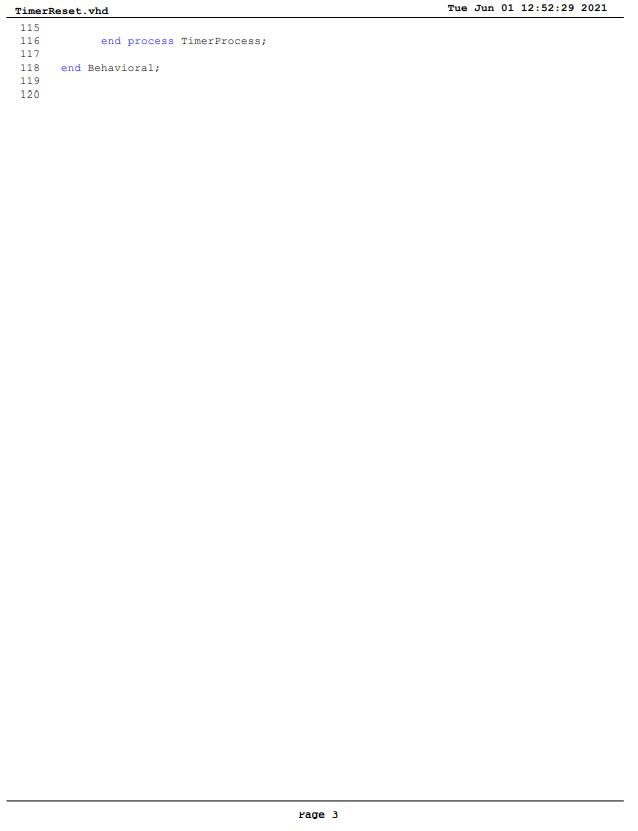 TimerReset.vhd Tue Jun 01 12:52:29 2021
115
116 end process TimerProcess;
117
118 end Behavioral;
119
120
Page 3